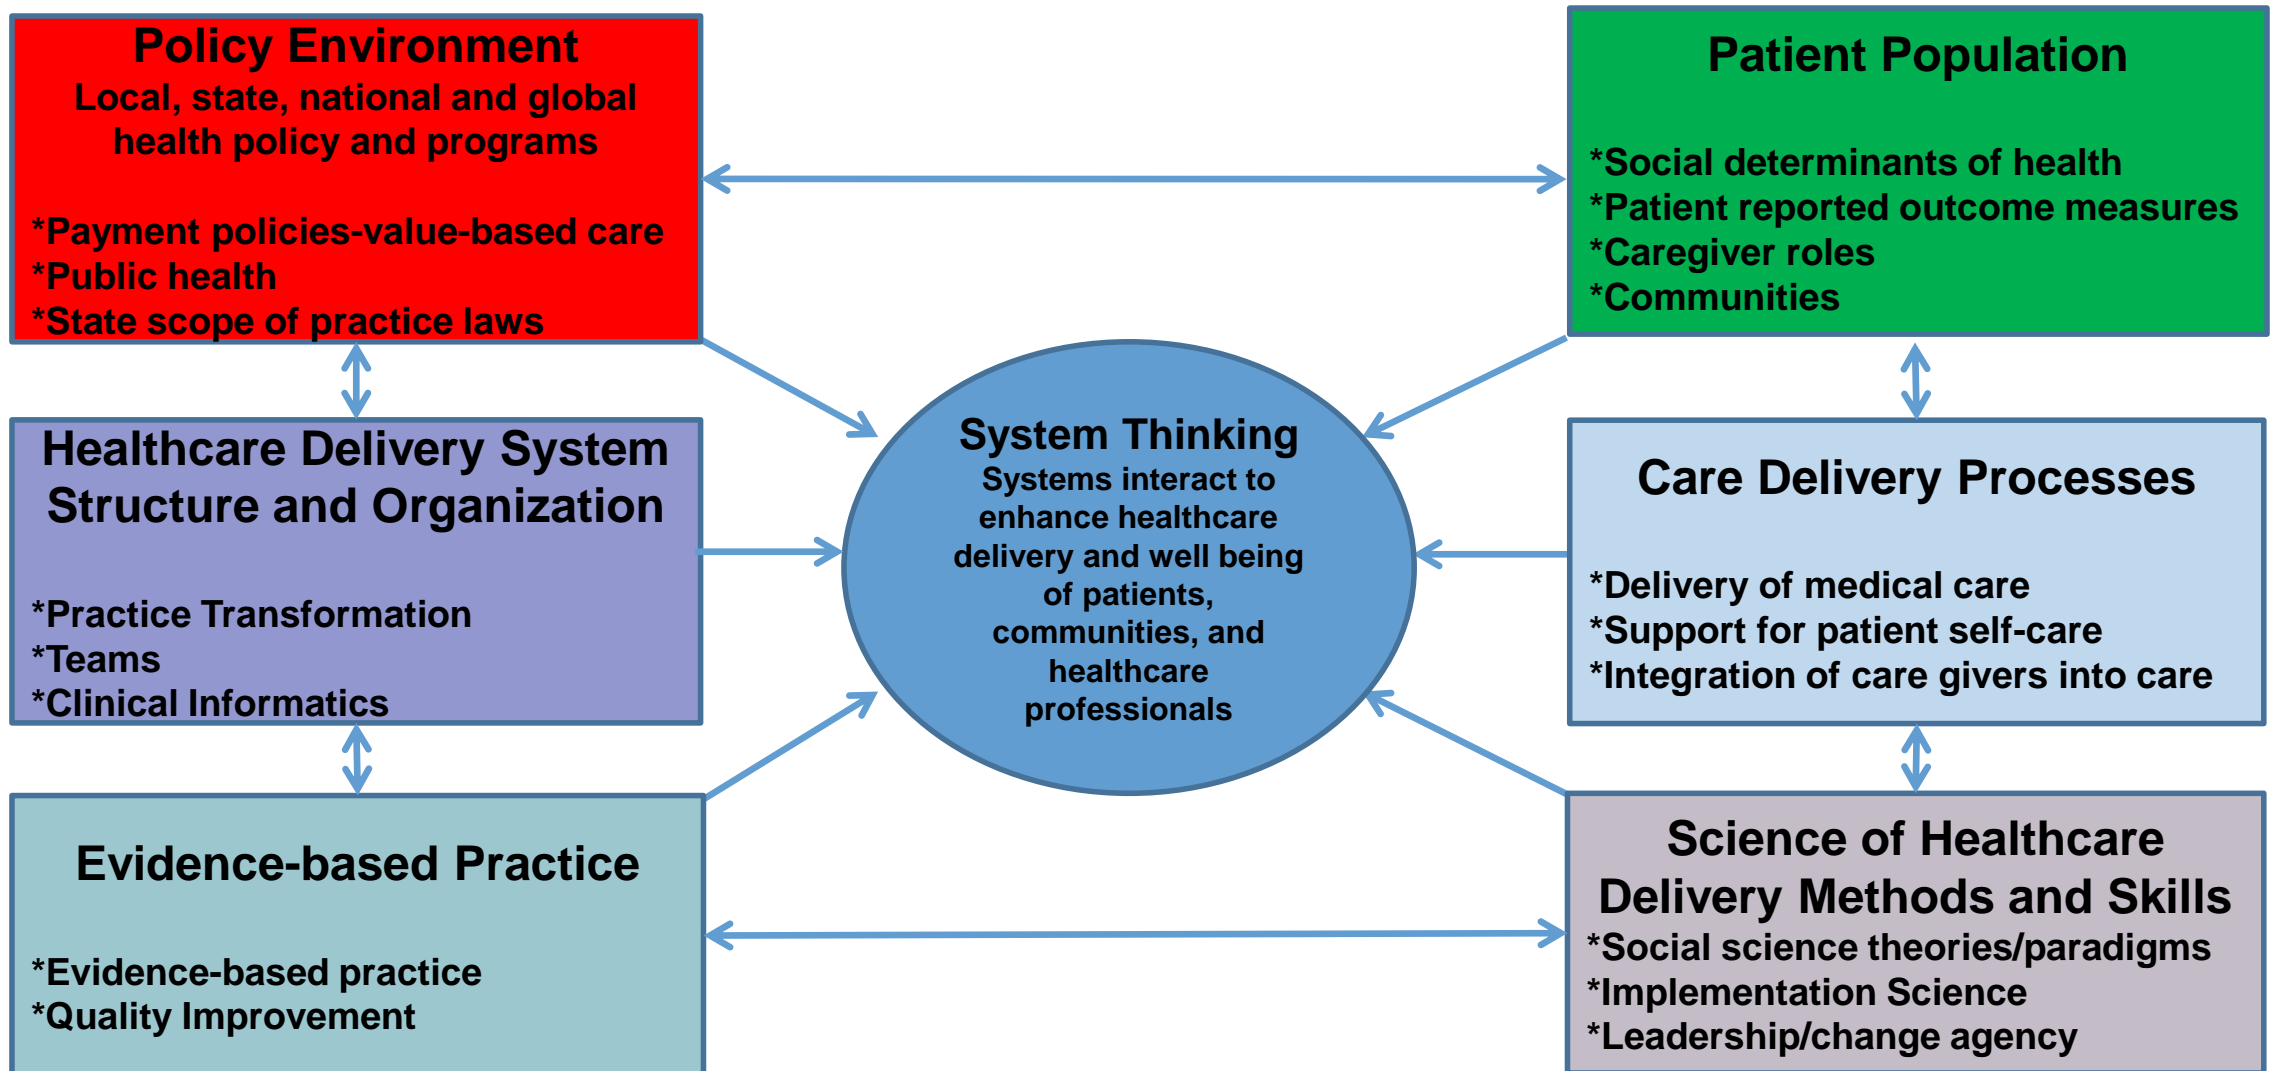 Policy Environment
Local, state, national and global
health policy and programs
*Payment policies-value-based care
*Public health
*State scope of practice laws
Patient Population
*Social determinants of health
*Patient reported outcome measures
*Caregiver roles
*Communities
Healthcare Delivery System
Structure and Organization
*Practice Transformation
*Teams
*Clinical Informatics
System Thinking
Systems interact to
enhance healthcare
delivery and well being
of patients,
communities, and
healthcare
professionals
Care Delivery Processes
*Delivery of medical care
*Support for patient self-care
*Integration of care givers into care
Evidence-based Practice
*Evidence-based practice
*Quality Improvement
Science of Healthcare
Delivery Methods and Skills
*Social science theories/paradigms
*Implementation Science
*Leadership/change agency